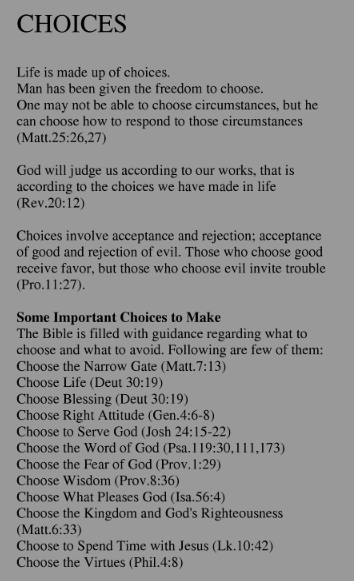 CHOICES
Life is made up of choices.
Man has been given the freedom to choose.
One may not be able to choose circumstances, but he
can choose how to respond to those circumstances
(Matt.25:26,27)
God will judge us according to our works, that is
according to the choices we have made in life
(Rev.20:12)
Choices involve acceptance and rejection; acceptance
of good and rejection of evil. Those who choose good
receive favor, but those who choose evil invite trouble
(Pro.11:27).
Some Important Choices to Make
The Bible is filled with guidance regarding what to
choose and what to avoid. Following are few of them:
Choose the Narrow Gate (Matt.7:13)
Choose Life (Deut 30:19)
Choose Blessing (Deut 30:19)
Choose Right Attitude (Gen.4:6-8)
Choose to Serve God (Josh 24:15-22)
Choose the Word of God (Psa.119:30,111,173)
Choose the Fear of God (Prov.1:29)
Choose Wisdom (Prov.8:36)
Choose What Pleases God (Isa.56:4)
Choose the Kingdom and God's Righteousness
(Matt.6:33)
Choose to Spend Time with Jesus (Lk.10:42)
Choose the Virtues (Phil.4:8)